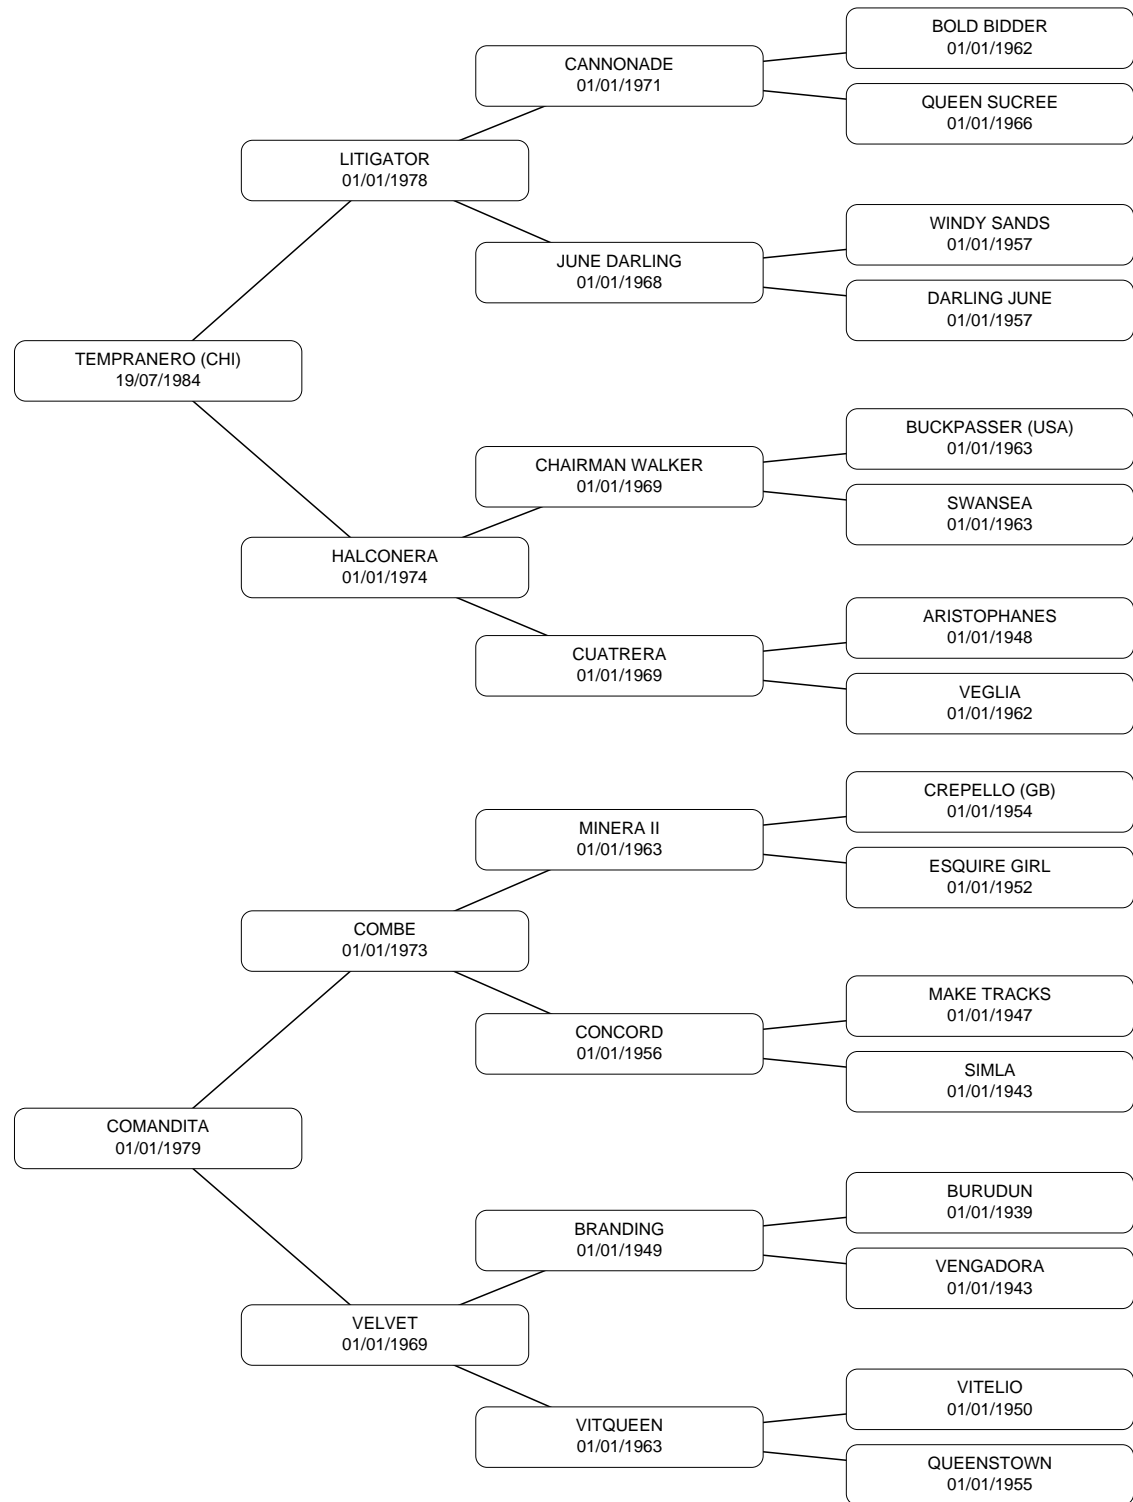 BOLD BIDDER
01/01/1962
CANNONADE
01/01/1971
QUEEN SUCREE
01/01/1966
LITIGATOR
01/01/1978
WINDY SANDS
01/01/1957
JUNE DARLING
01/01/1968
DARLING JUNE
01/01/1957
TEMPRANERO (CHI)
19/07/1984
BUCKPASSER (USA)
01/01/1963
CHAIRMAN WALKER
01/01/1969
SWANSEA
01/01/1963
HALCONERA
01/01/1974
ARISTOPHANES
01/01/1948
CUATRERA
01/01/1969
VEGLIA
01/01/1962
CREPELLO (GB)
01/01/1954
MINERA II
01/01/1963
ESQUIRE GIRL
01/01/1952
COMBE
01/01/1973
MAKE TRACKS
01/01/1947
CONCORD
01/01/1956
SIMLA
01/01/1943
COMANDITA
01/01/1979
BURUDUN
01/01/1939
BRANDING
01/01/1949
VENGADORA
01/01/1943
VELVET
01/01/1969
VITELIO
01/01/1950
VITQUEEN
01/01/1963
QUEENSTOWN
01/01/1955